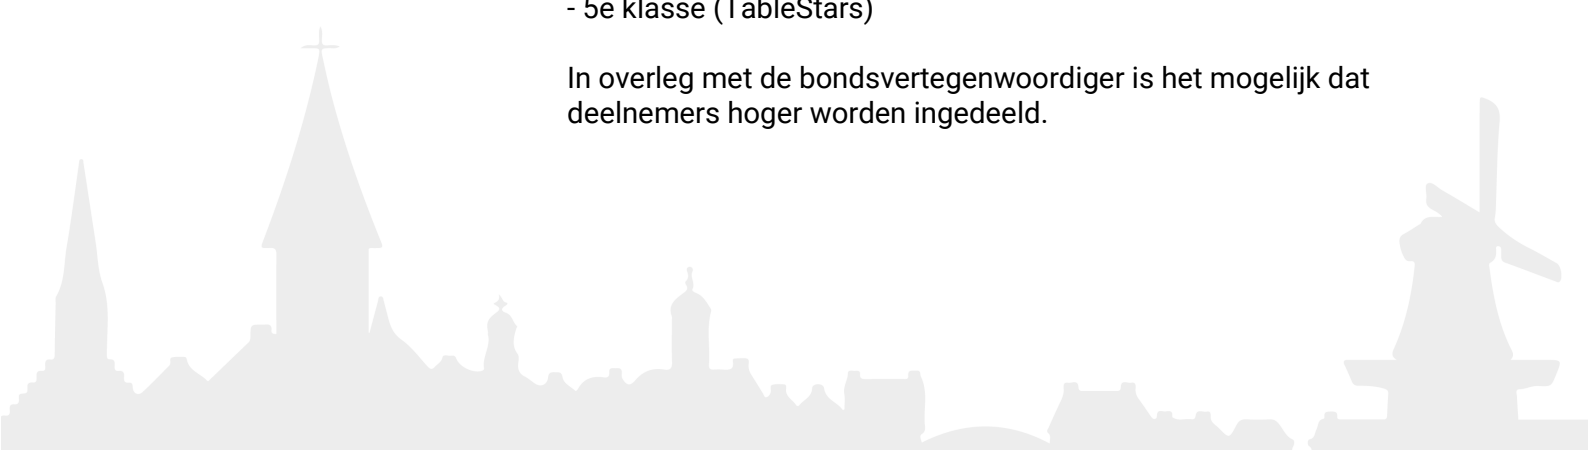 - 5e klasse (TableStars)
In overleg met de bondsvertegenwoordiger is het mogelijk dat
deelnemers hoger worden ingedeeld.